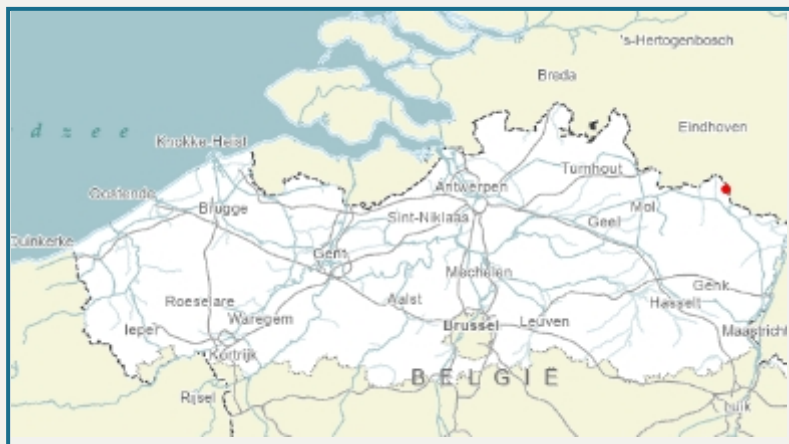 's-Hertogenbosch
Breda
d z e e
Eindhoven
Knokke-Heist
Turnhout
Antwerpen
Oostende
Brugge
Mol
Sint-Niklaas
Geel
Duinkerke
Gent
Mechelen
Genk
Roeselare
Aalst
Hasselt
Ieper
Waregem
Brussel
Leuven
Maastricht
Kortrijk
BELGIË
Rijsel
Luik